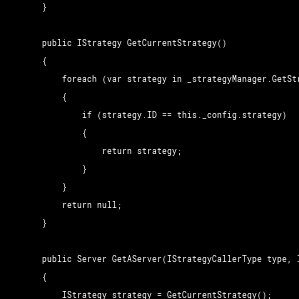 }
public IStrategy GetCurrentStrategy()
{
foreach (var strategy in _strategyManager.GetStr
{
if (strategy.ID == this._config.strategy)
{
return strategy;
}
}
return null;
}
public Server GetAServer(IStrategyCallerType type, I
{
IStrategy strategy = GetCurrentStrategy();